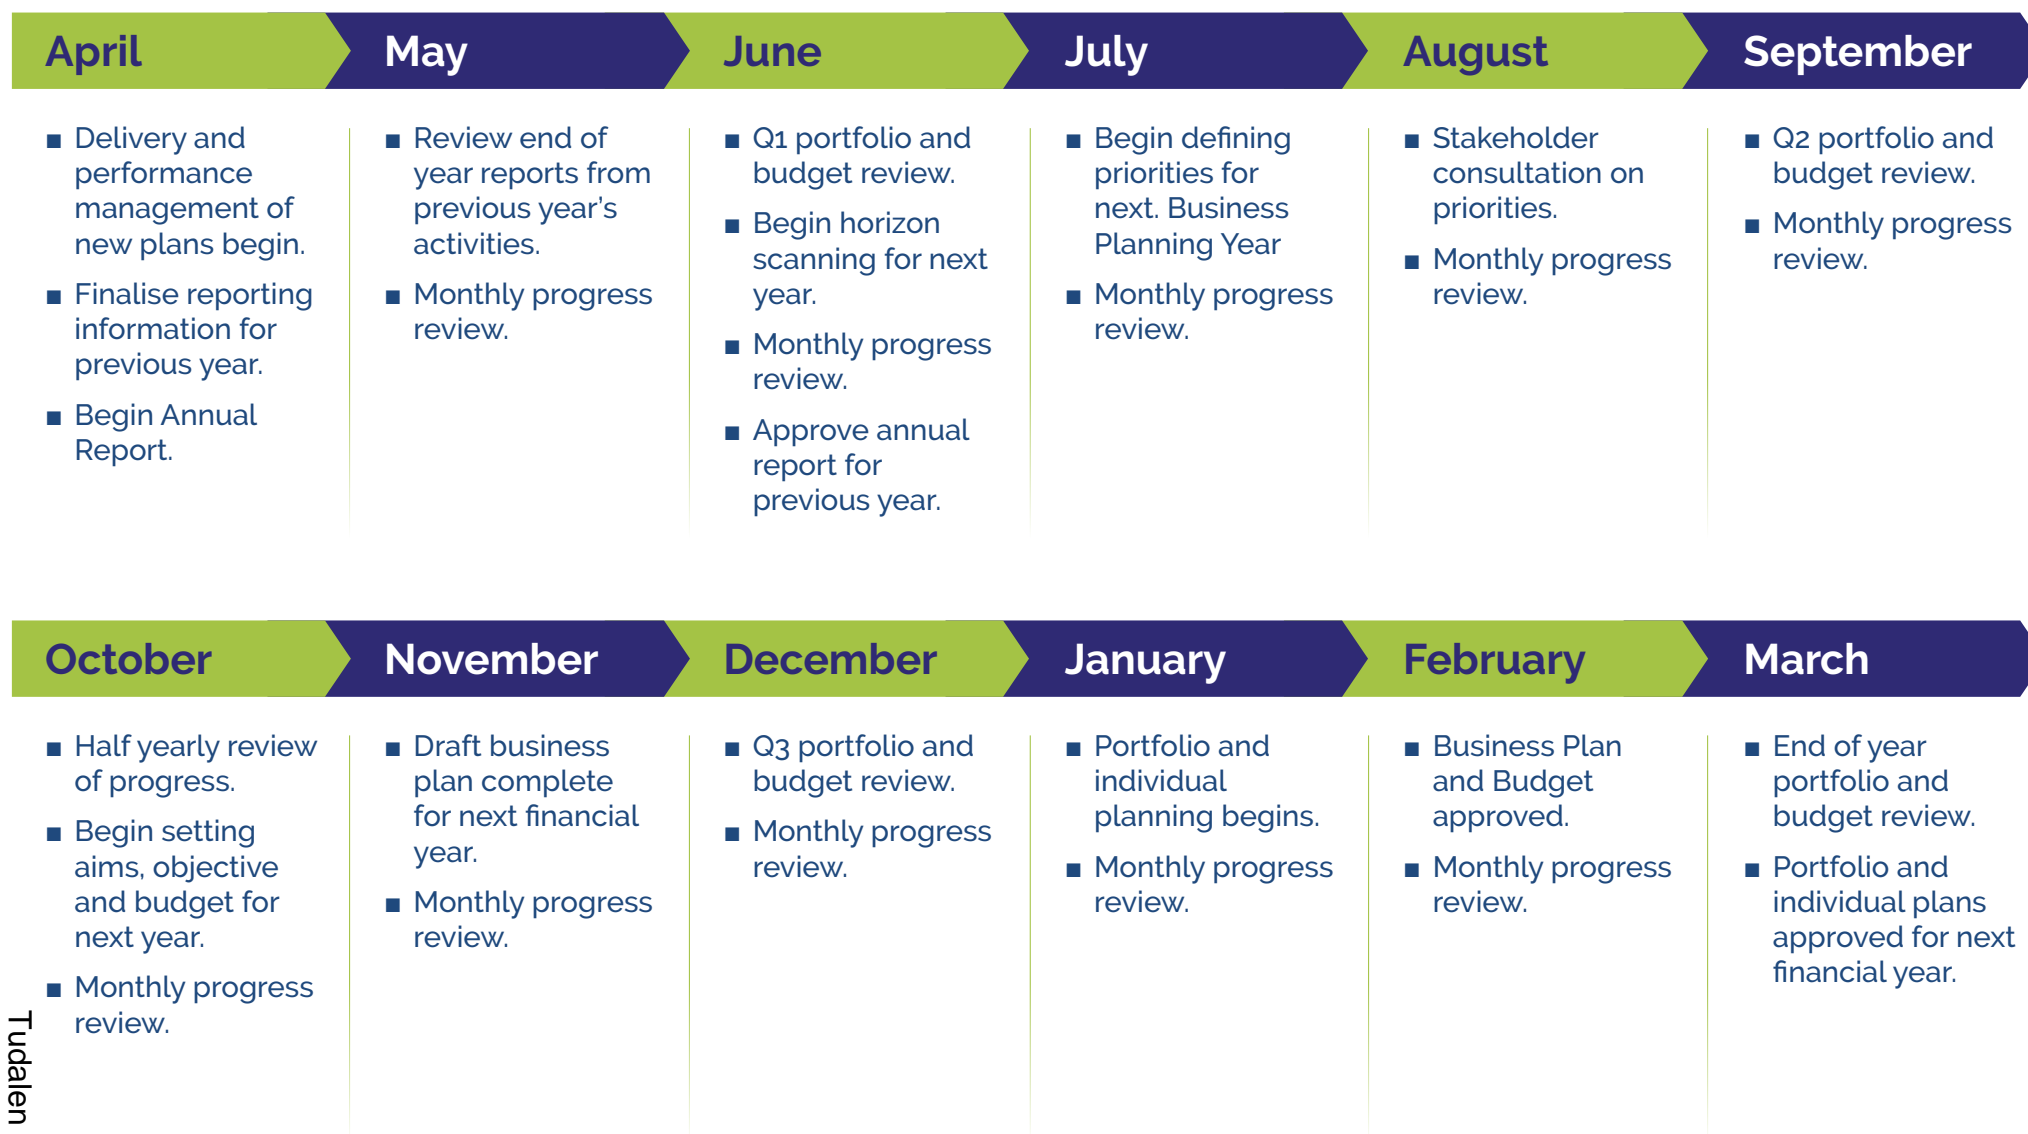 April
■ Delivery and
performance
management of
new plans begin.
■ Finalise reporting
information for
previous year.
■ Begin Annual
Report.
May
■ Review end of
year reports from
previous year’s
activities.
■ Monthly progress
review.
June
■ Q1 portfolio and
budget review.
■ Begin horizon
scanning for next
year.
■ Monthly progress
review.
■ Approve annual
report for
previous year.
July
■ Begin defining
priorities for
next. Business
Planning Year
■ Monthly progress
review.
August
■ Stakeholder
consultation on
priorities.
■ Monthly progress
review.
September
■ Q2 portfolio and
budget review.
■ Monthly progress
review.
October
■ Half yearly review
of progress.
■ Begin setting
aims, objective
and budget for
next year.
■ Monthly progress
review.
November
■ Draft business
plan complete
for next financial
year.
■ Monthly progress
review.
December
■ Q3 portfolio and
budget review.
■ Monthly progress
review.
January
■ Portfolio and
individual
planning begins.
■ Monthly progress
review.
February
■ Business Plan
and Budget
approved.
■ Monthly progress
review.
March
■ End of year
portfolio and
budget review.
■ Portfolio and
individual plans
approved for next
financial year.
Tudalen